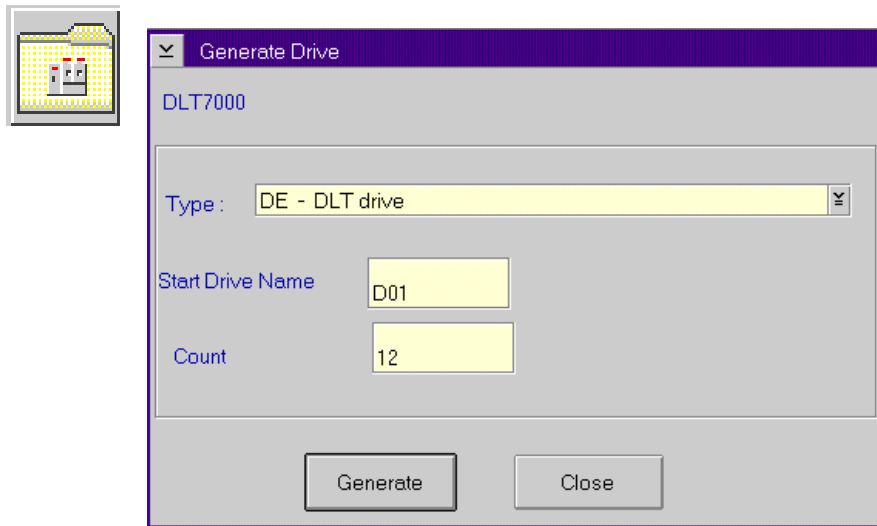 Generate Drive
DLT7000
Type : DE - DLT drive
Start Drive Name D01
Count 12
Generate Close